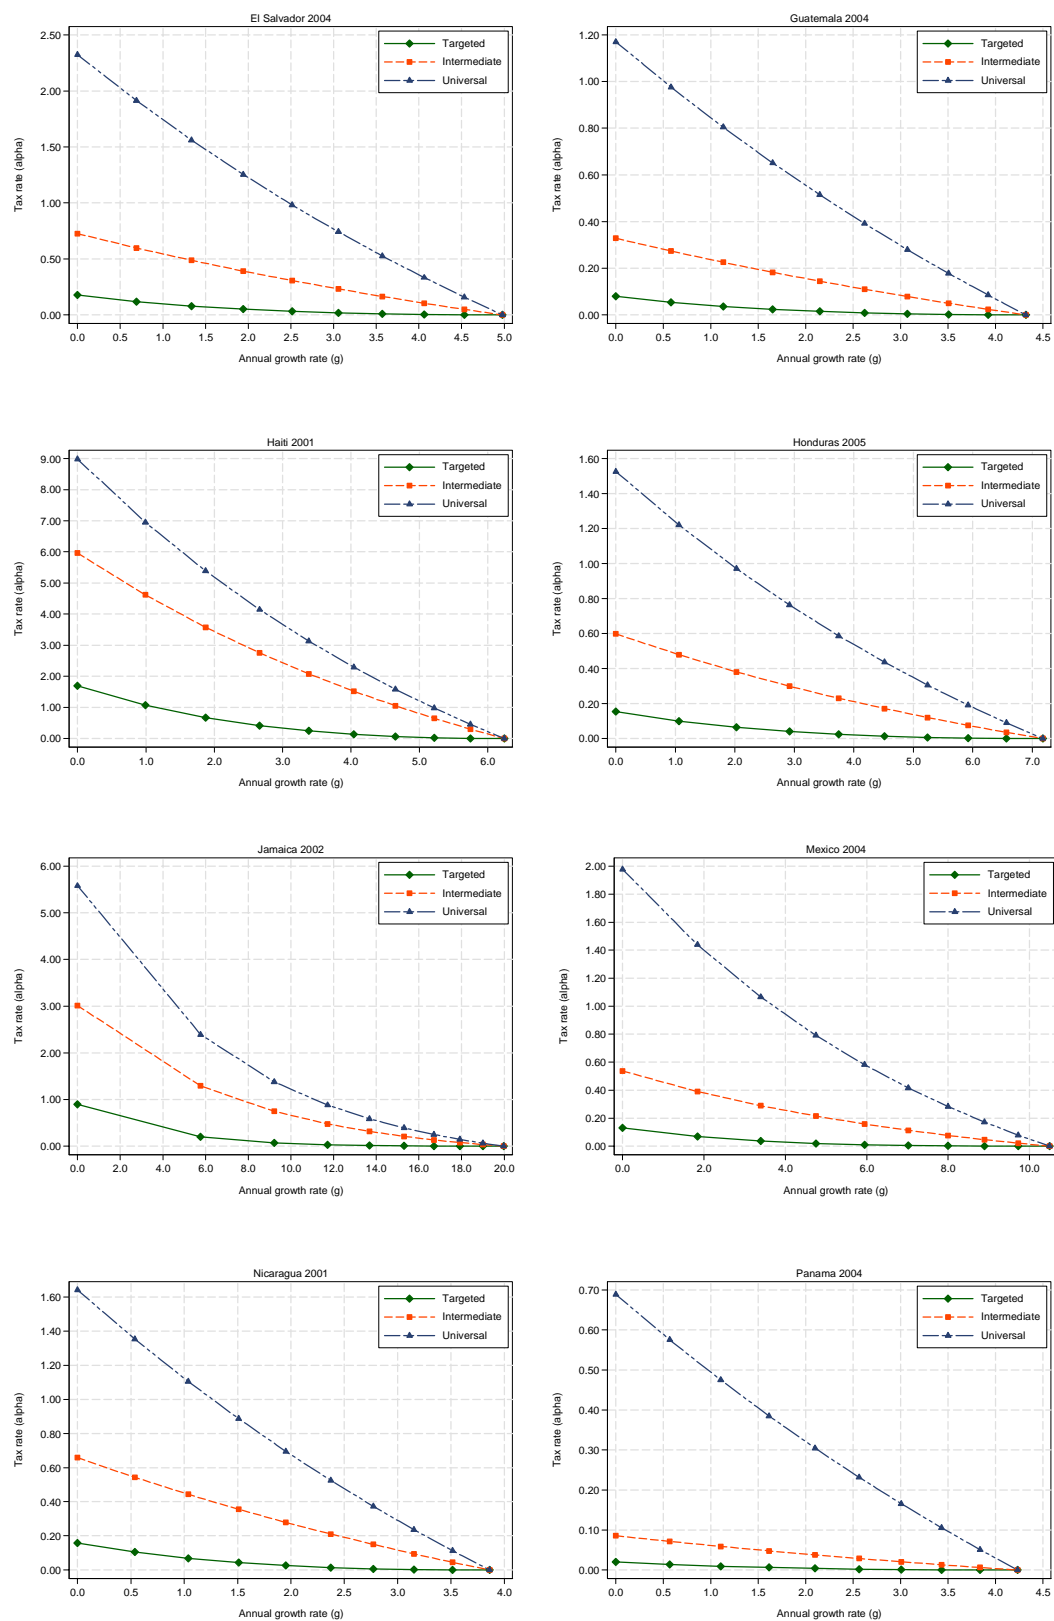 El Salvador 2004
2.50
2.00
1.50
1.00
0.50
0.00
Tax rate (alpha)
0.0 0.5 1.0 1.5 2.0 2.5 3.0 3.5 4.0 4.5 5.0
Annual growth rate (g)
Targeted
Intermediate
Universal
Guatemala 2004
1.20
1.00
0.80
0.60
0.40
0.20
0.00
Tax rate (alpha)
0.0 0.5 1.0 1.5 2.0 2.5 3.0 3.5 4.0 4.5
Annual growth rate (g)
Targeted
Intermediate
Universal
Haiti 2001
9.00
8.00
7.00
6.00
5.00
4.00
3.00
2.00
1.00
0.00
Tax rate (alpha)
0.0 1.0 2.0 3.0 4.0 5.0 6.0
Annual growth rate (g)
Targeted
Intermediate
Universal
Honduras 2005
1.60
1.40
1.20
1.00
0.80
0.60
0.40
0.20
0.00
Tax rate (alpha)
0.0 1.0 2.0 3.0 4.0 5.0 6.0 7.0
Annual growth rate (g)
Targeted
Intermediate
Universal
Jamaica 2002
6.00
5.00
4.00
3.00
2.00
1.00
0.00
Tax rate (alpha)
0.0 2.0 4.0 6.0 8.0 10.0 12.0 14.0 16.0 18.0 20.0
Annual growth rate (g)
Targeted
Intermediate
Universal
Mexico 2004
2.00
1.80
1.60
1.40
1.20
1.00
0.80
0.60
0.40
0.20
0.00
Tax rate (alpha)
0.0 2.0 4.0 6.0 8.0 10.0
Annual growth rate (g)
Targeted
Intermediate
Universal
Nicaragua 2001
1.60
1.40
1.20
1.00
0.80
0.60
0.40
0.20
0.00
Tax rate (alpha)
0.0 0.5 1.0 1.5 2.0 2.5 3.0 3.5 4.0
Annual growth rate (g)
Targeted
Intermediate
Universal
Panama 2004
0.70
0.60
0.50
0.40
0.30
0.20
0.10
0.00
Tax rate (alpha)
0.0 0.5 1.0 1.5 2.0 2.5 3.0 3.5 4.0 4.5
Annual growth rate (g)
Targeted
Intermediate
Universal